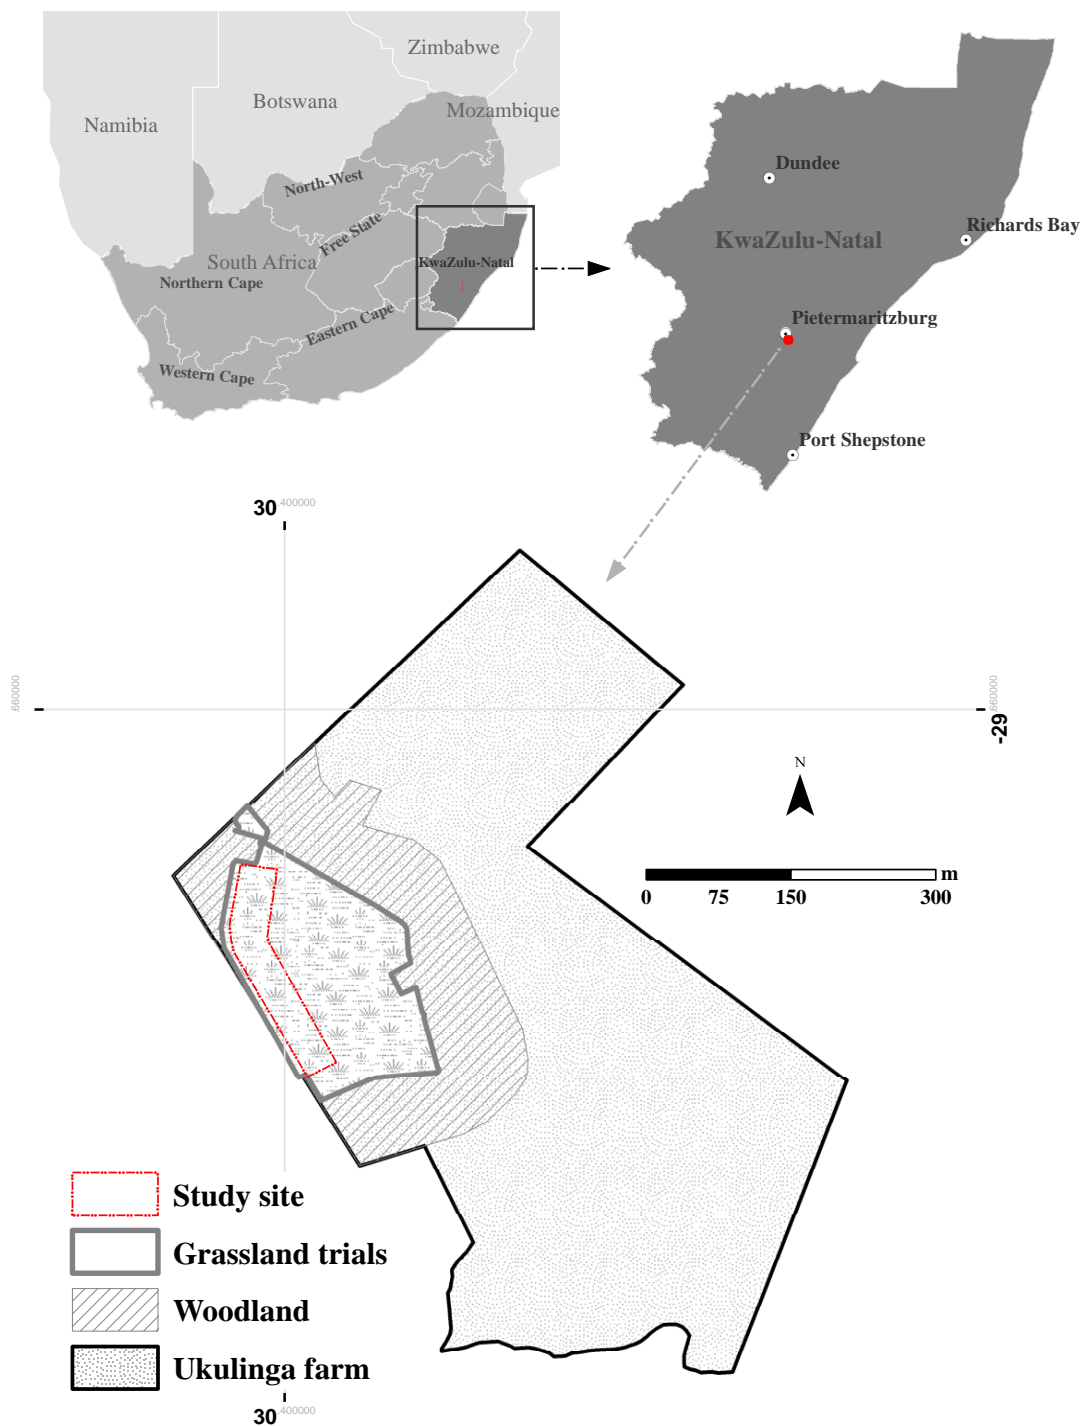 Zimbabwe
Botswana
Mozambique
Namibia
North-West
Free State
South Africa
KwaZulu-Natal
Northern Cape
Eastern Cape
Western Cape
Dundee
Richards Bay
KwaZulu-Natal
Pietermaritzburg
Port Shepstone
30 400000
660000
660000
-29
N
m
0 75 150 300
Study site
Grassland trials
Woodland
Ukulinga farm
30 400000